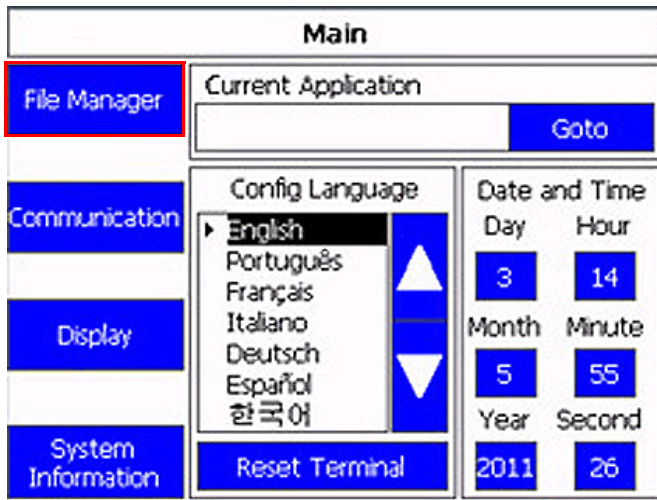 Main
File Manager
Communication
Display
System
Information
Current Application
Goto
Config Language
English
Português
Français
Italiano
Deutsch
Español
한국어
Reset Terminal
Date and Time
Day Hour
3 14
Month Minute
5 55
Year Second
2011 26